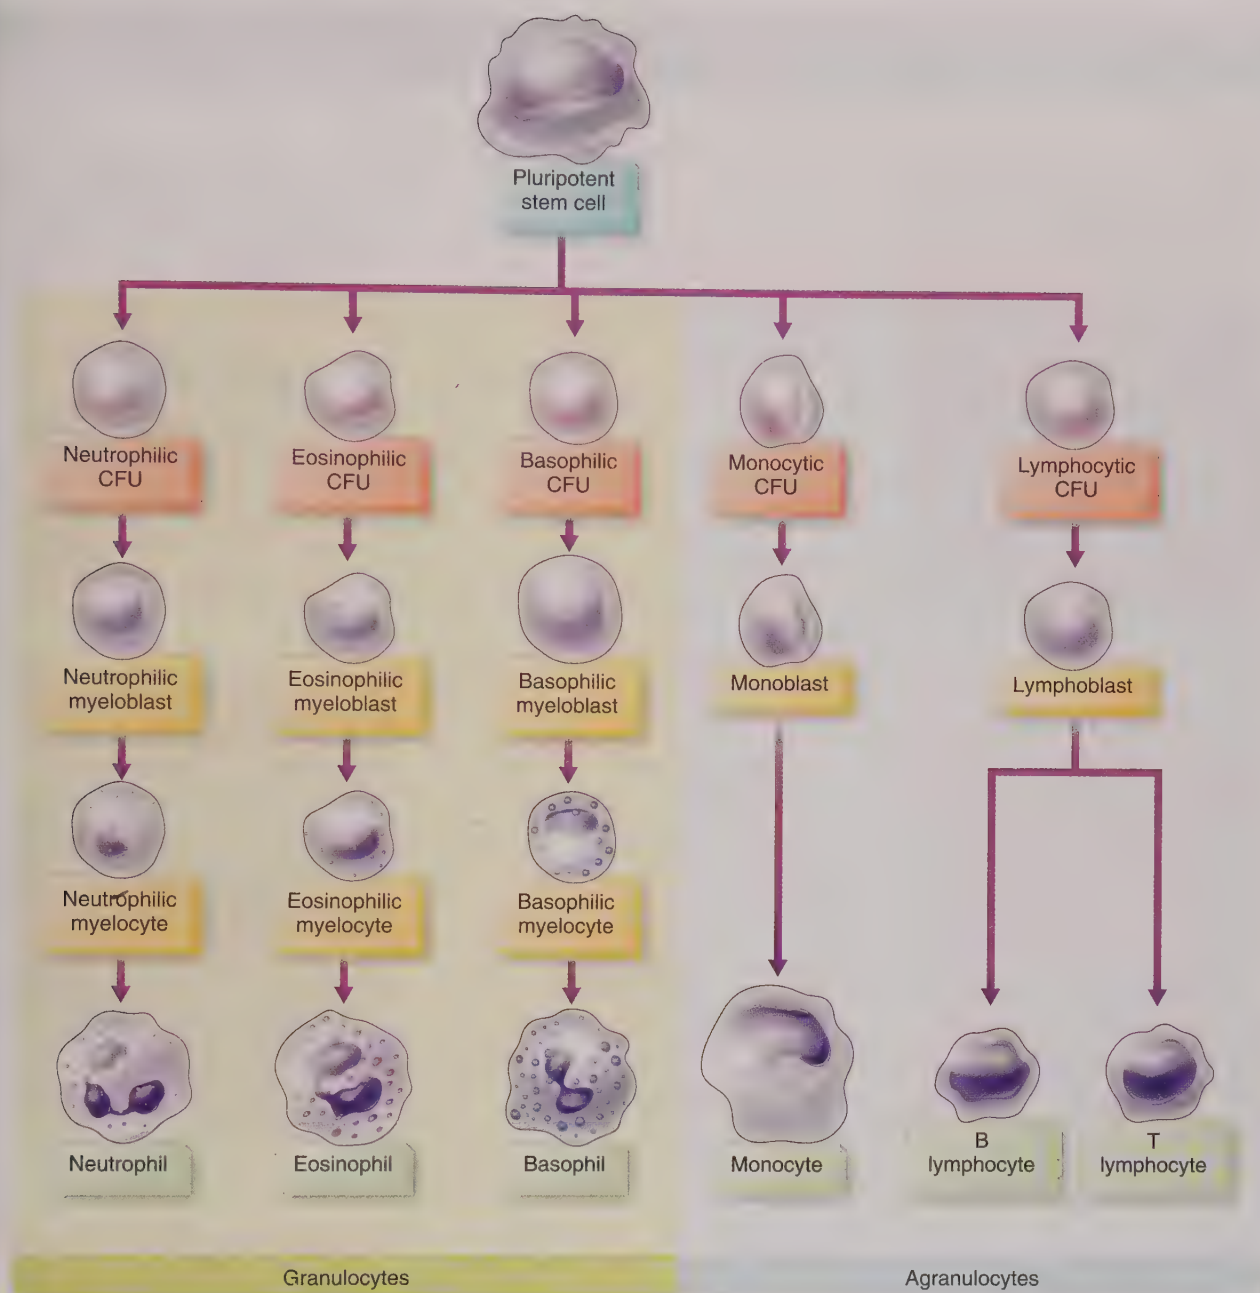 Pluripotent
stem cell
Neutrophilic
CFU
Eosinophilic
CFU
Basophilic
CFU
Monocytic
CFU
Lymphocytic
CFU
Neutrophilic
myeloblast
Eosinophilic
myeloblast
Basophilic
myeloblast
Monoblast
Lymphoblast
Neutrophilic
myelocyte
Eosinophilic
myelocyte
Basophilic
myelocyte
Neutrophil
Eosinophil
Basophil
Monocyte
B
lymphocyte
T
lymphocyte
Granulocytes
Agranulocytes